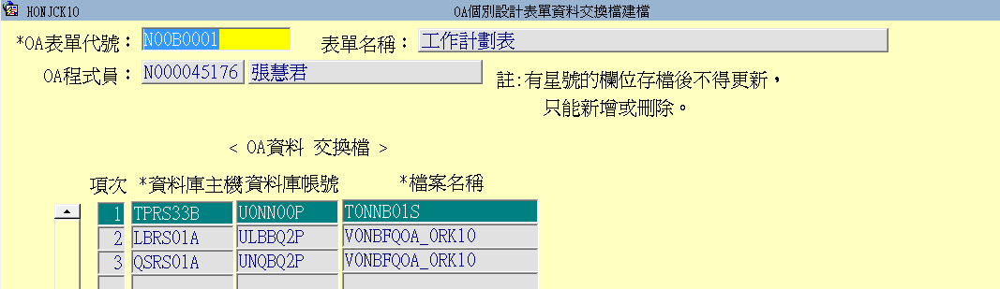 HONJCK10 OA個別設計表單資料交換檔建檔
*OA表單代號： N00B0001 表單名稱： 工作計劃表
OA程式員： N000045176 張慧君 註:有星號的欄位存檔後不得更新，
只能新增或刪除。
< OA資料 交換檔 >
項次 *資料庫主機 資料庫帳號 *檔案名稱
1 TPRS33B U0NN00P T0NNB01S
2 LBRS01A ULBBQ2P V0NBFQOA_ORK10
3 QSRS01A UNQBQ2P V0NBFQOA_ORK10